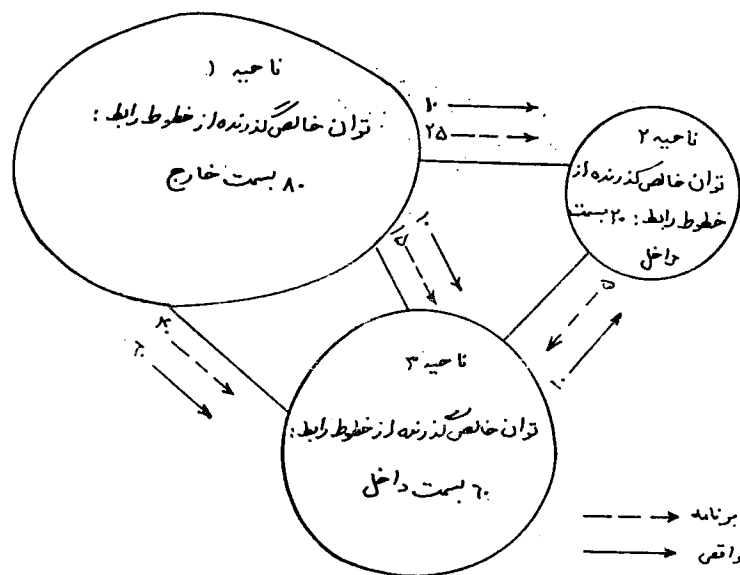 ناحیه ۱
توان خالص گذرنده از خطوط رابط :
۸۰ بسمت خارج
۱۰
۲۵
ناحیه ۲
توان خالص گذرنده از
خطوط رابط : ۲۰ بسمت
داخل
۱۵
۱۰
۴۰
۶۰
۵
۱۰
ناحیه ۳
توان خالص گذرنده از خطوط رابط :
۶۰ بسمت داخل
برنامه
واقعی